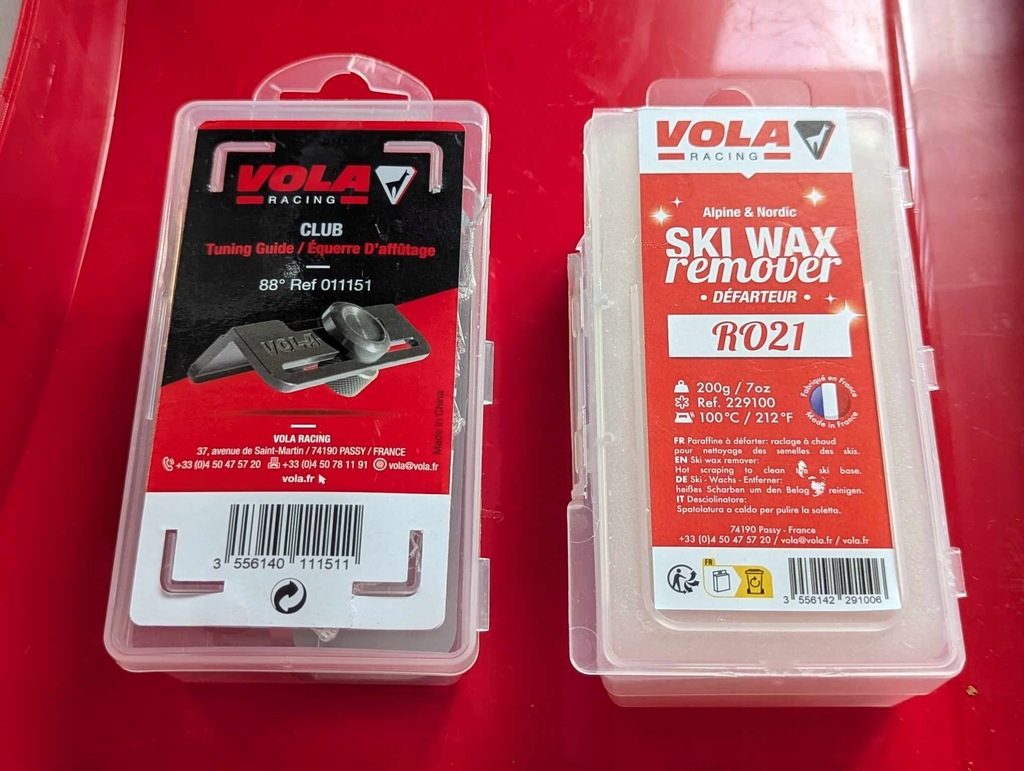 VOLA
RACING
CLUB
Tuning Guide / Équerre D'affûtage
88° Ref 011151
VOLA
Made in China
VOLA RACING
37, avenue de Saint-Martin / 74190 PASSY / FRANCE
+33 (0)4 50 47 57 20 +33 (0)4 50 78 11 91 vola@vola.fr
vola.fr
3 556140 111511
VOLA
RACING
Alpine & Nordic
SKI WAX
remover
• DÉFARTEUR •
RO21
200g / 7oz
Ref. 229100
100°C / 212°F
Fabriqué en France
Made in France
FR Paraffine à défarter: raclage à chaud
pour nettoyage des semelles des skis.
EN Ski wax remover:
Hot scraping to clean ski base.
DE Ski - Wachs - Entferner:
heißes Scharben um den Belag reinigen.
IT Desciolinatore:
Spatolatura a caldo per pulire la soletta.
74190 Passy - France
+33 (0)4 50 47 57 20 / vola@vola.fr / vola.fr
FR
3 556142 291006